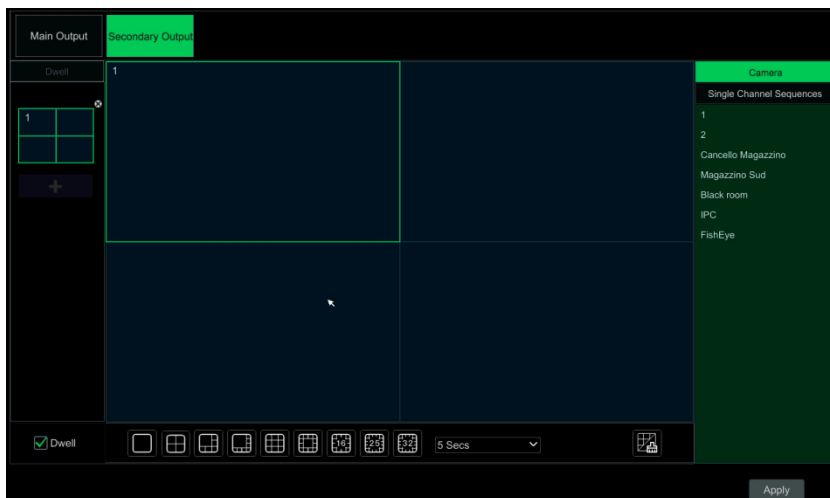 Main Output
Secondary Output
Dwell
1
1
Camera
Single Channel Sequences
1
2
Cancello Magazzino
Magazzino Sud
Black room
IPC
FishEye
Dwell
16
25
32
5 Secs
Apply